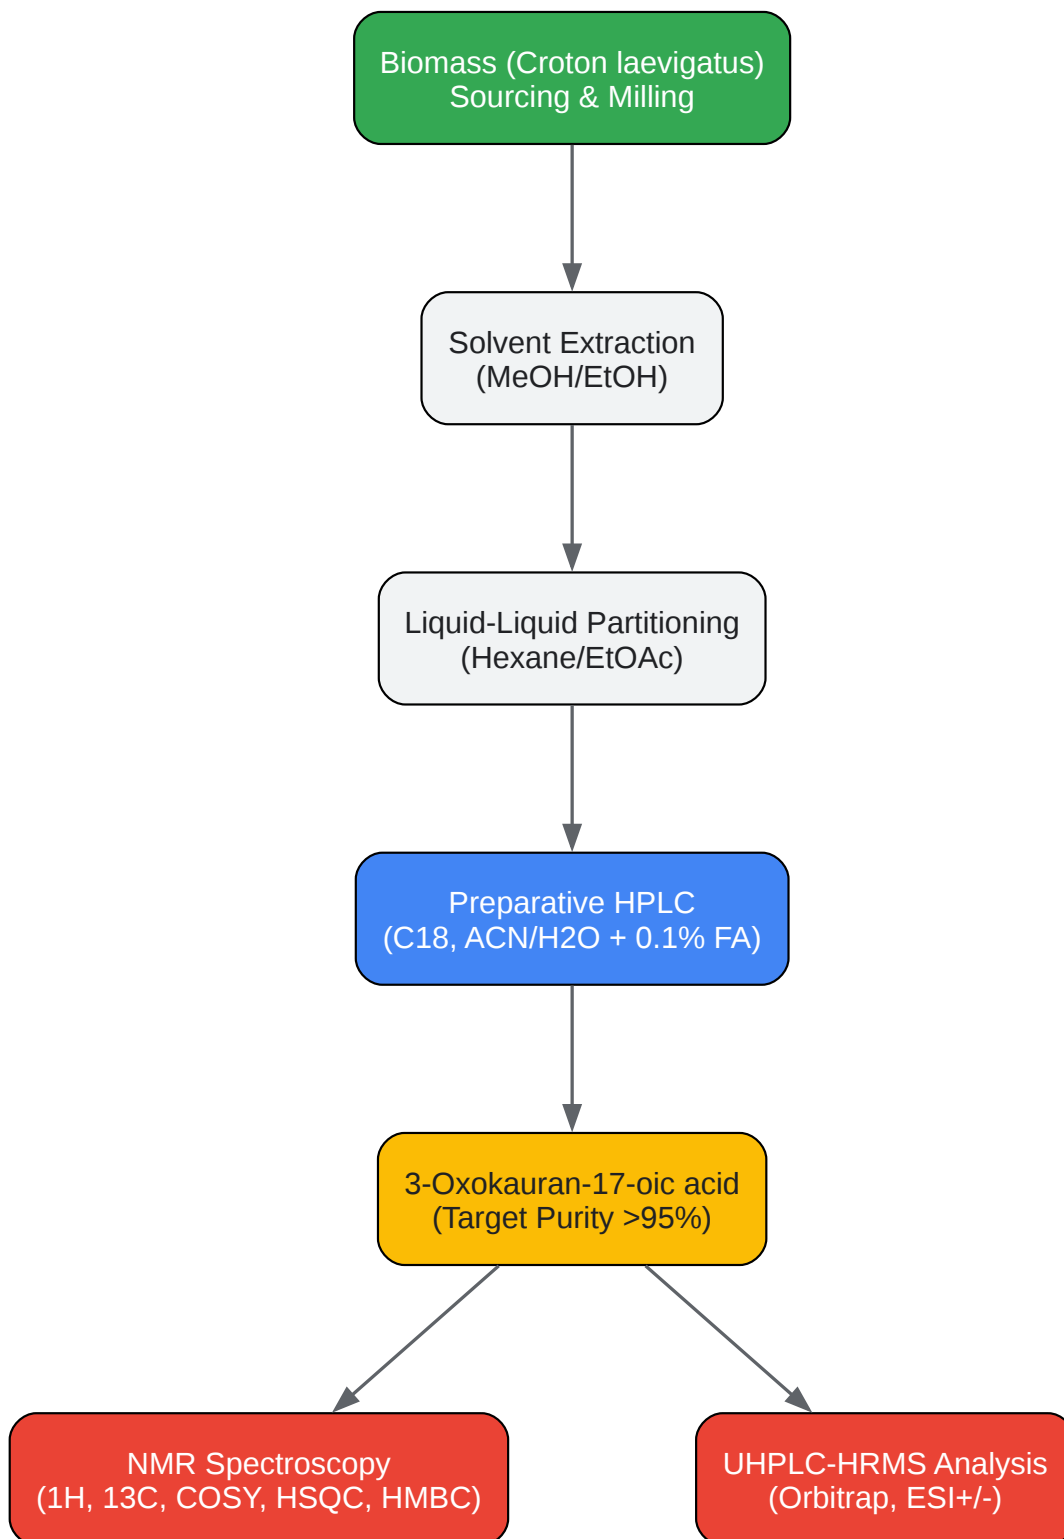 Biomass (Croton laevigatus)
Sourcing & Milling
Solvent Extraction
(MeOH/EtOH)
Liquid-Liquid Partitioning
(Hexane/EtOAc)
Preparative HPLC
(C18, ACN/H2O + 0.1% FA)
3-Oxokauran-17-oic acid
(Target Purity >95%)
NMR Spectroscopy
(1H, 13C, COSY, HSQC, HMBC)
UHPLC-HRMS Analysis
(Orbitrap, ESI+/-)